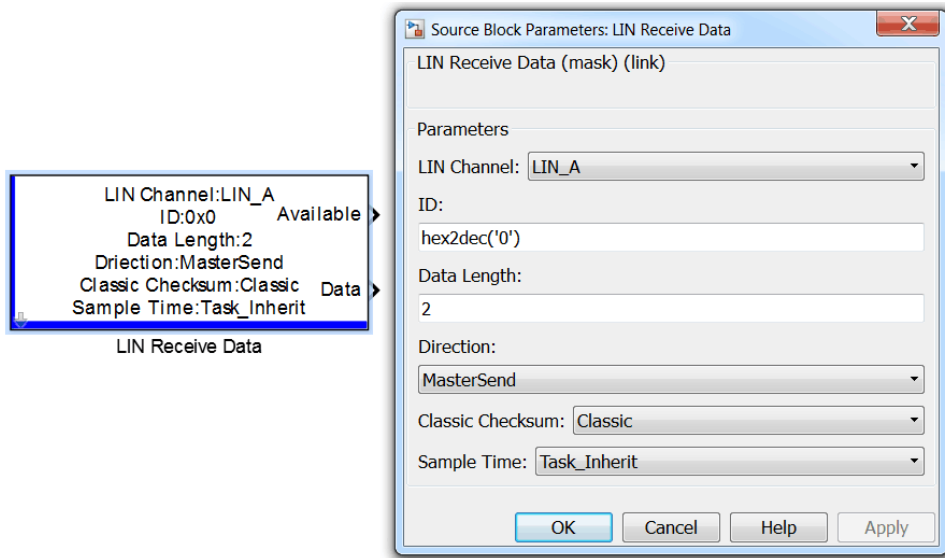 LIN Channel:LIN_A
ID:0x0
Available
Data Length:2
Driection:MasterSend
Classic Checksum:Classic
Data
Sample Time:Task_Inherit
LIN Receive Data
Source Block Parameters: LIN Receive Data
LIN Receive Data (mask) (link)
Parameters
LIN Channel: LIN_A
ID:
hex2dec('0')
Data Length:
2
Direction:
MasterSend
Classic Checksum: Classic
Sample Time: Task_Inherit
OK Cancel Help Apply